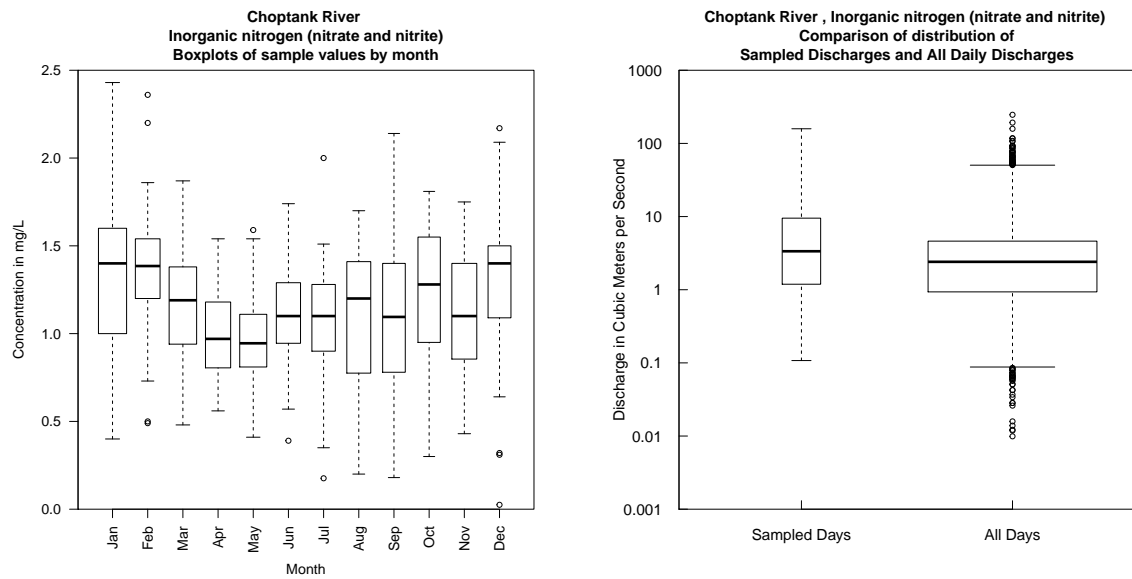 Choptank River
Inorganic nitrogen (nitrate and nitrite)
Boxplots of sample values by month
2.5
2.0
1.5
1.0
0.5
0.0
Concentration in mg/L
Jan
Feb
Mar
Apr
May
Jun
Jul
Aug
Sep
Oct
Nov
Dec
Month
Choptank River , Inorganic nitrogen (nitrate and nitrite)
Comparison of distribution of
Sampled Discharges and All Daily Discharges
1000
100
10
1
0.1
0.01
0.001
Discharge in Cubic Meters per Second
Sampled Days
All Days